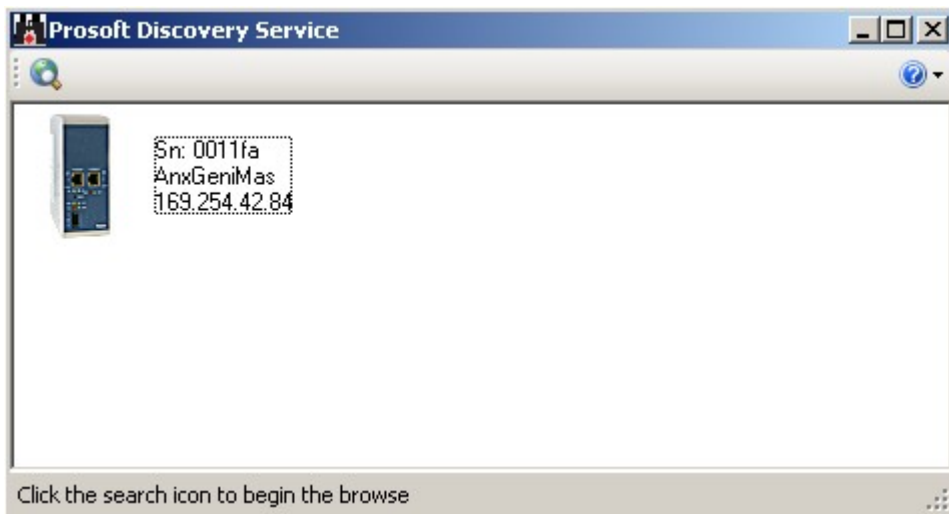 Prosoft Discovery Service
Sn: 0011fa
AnxGeniMas
169.254.42.84
Click the search icon to begin the browse